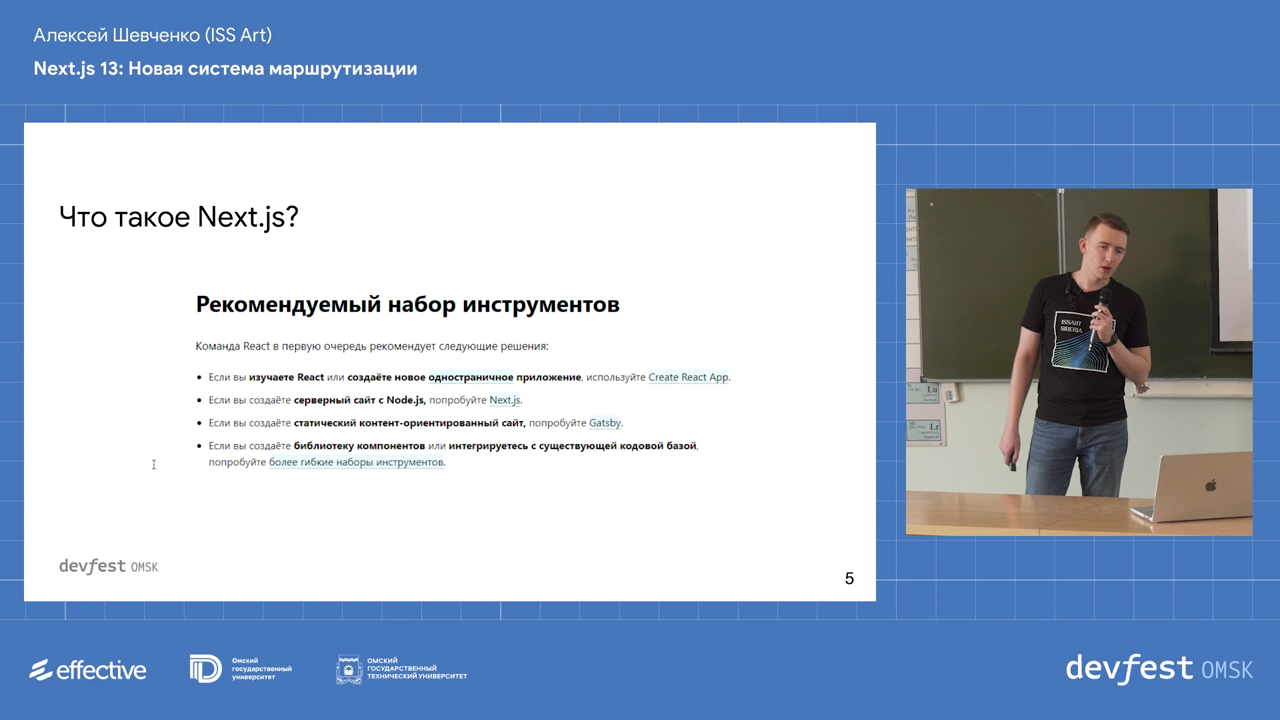 Алексей Шевченко (ISS Art)
Next.js 13: Новая система маршрутизации
Что такое Next.js?
Рекомендуемый набор инструментов
Команда React в первую очередь рекомендует следующие решения:
Если вы изучаете React или создаёте новое одностраничное приложение, используйте Create React App.
Если вы создаёте серверный сайт с Node.js, попробуйте Next.js.
Если вы создаёте статический контент-ориентированный сайт, попробуйте Gatsby.
Если вы создаёте библиотеку компонентов или интегрируетесь с существующей кодовой базой,
попробуйте более гибкие наборы инструментов.
devfest OMSK
5
ISSART
SIBERIA
Lu
Lr
effective
Омский
государственный
университет
ОМСКИЙ
ГОСУДАРСТВЕННЫЙ
ТЕХНИЧЕСКИЙ УНИВЕРСИТЕТ
devfest OMSK